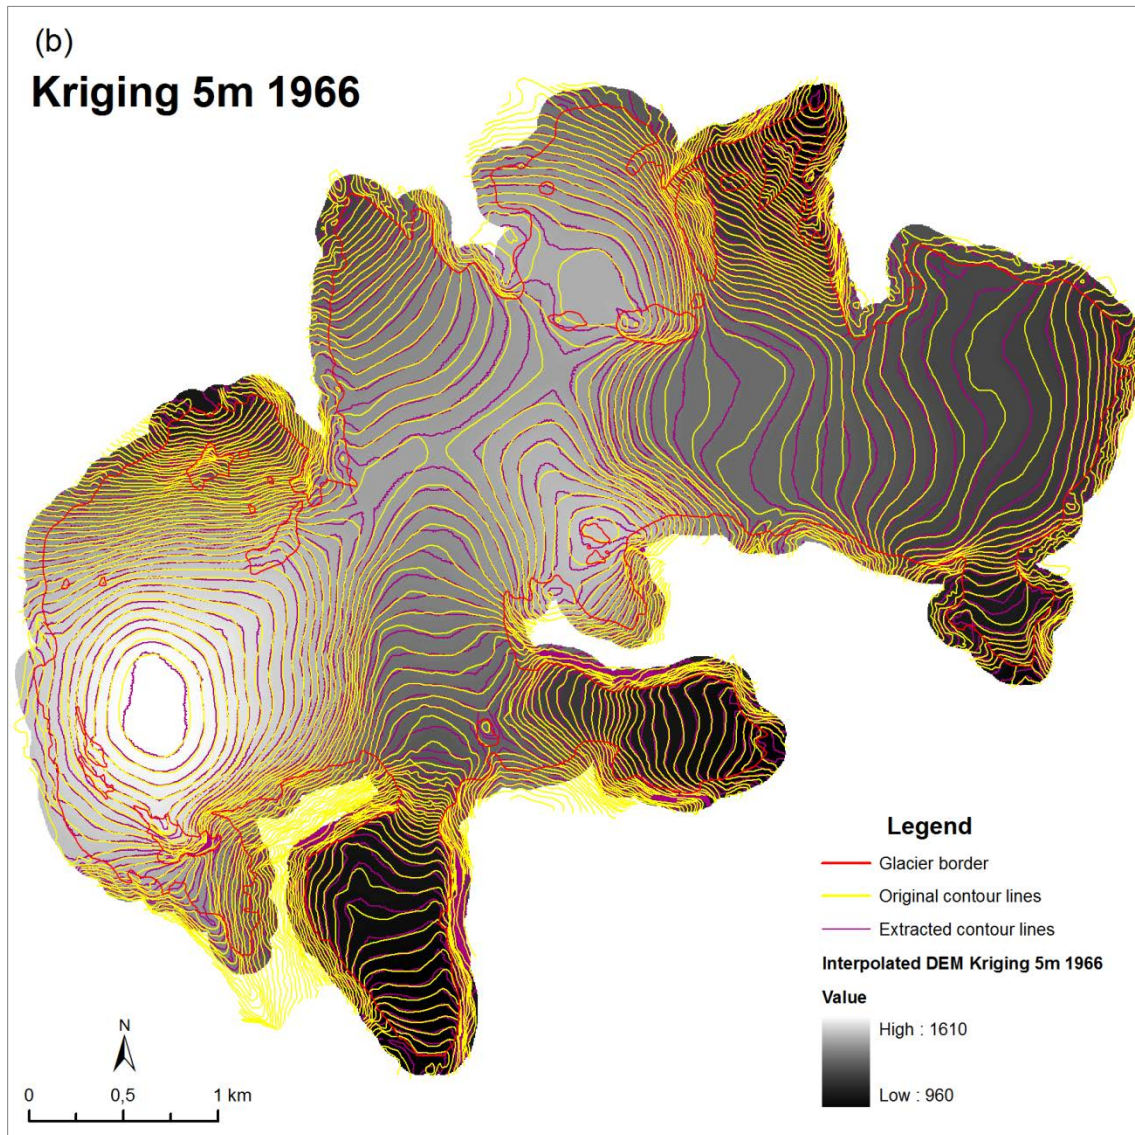 (b)
Kriging 5m 1966
Legend
Glacier border
Original contour lines
Extracted contour lines
Interpolated DEM Kriging 5m 1966
Value
High : 1610
Low : 960
N
0 0,5 1 km